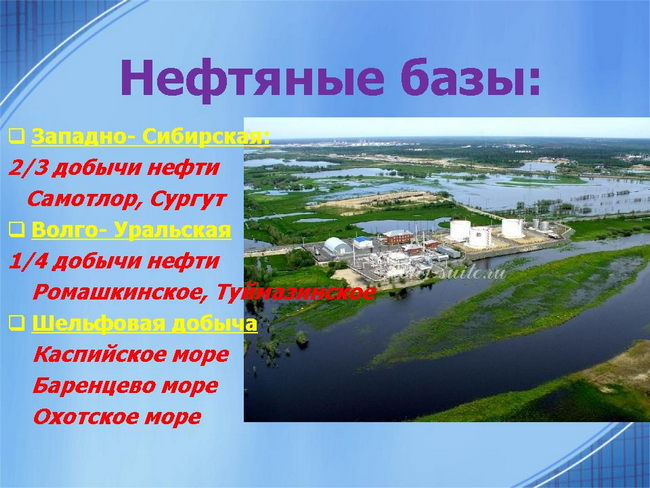 Нефтяные базы:
Западно- Сибирская:
2/3 добычи нефти
Самотлор, Сургут
Волго- Уральская
1/4 добычи нефти
Ромашкинское, Туймазинское
Шельфовая добыча
Каспийское море
Баренцево море
Охотское море